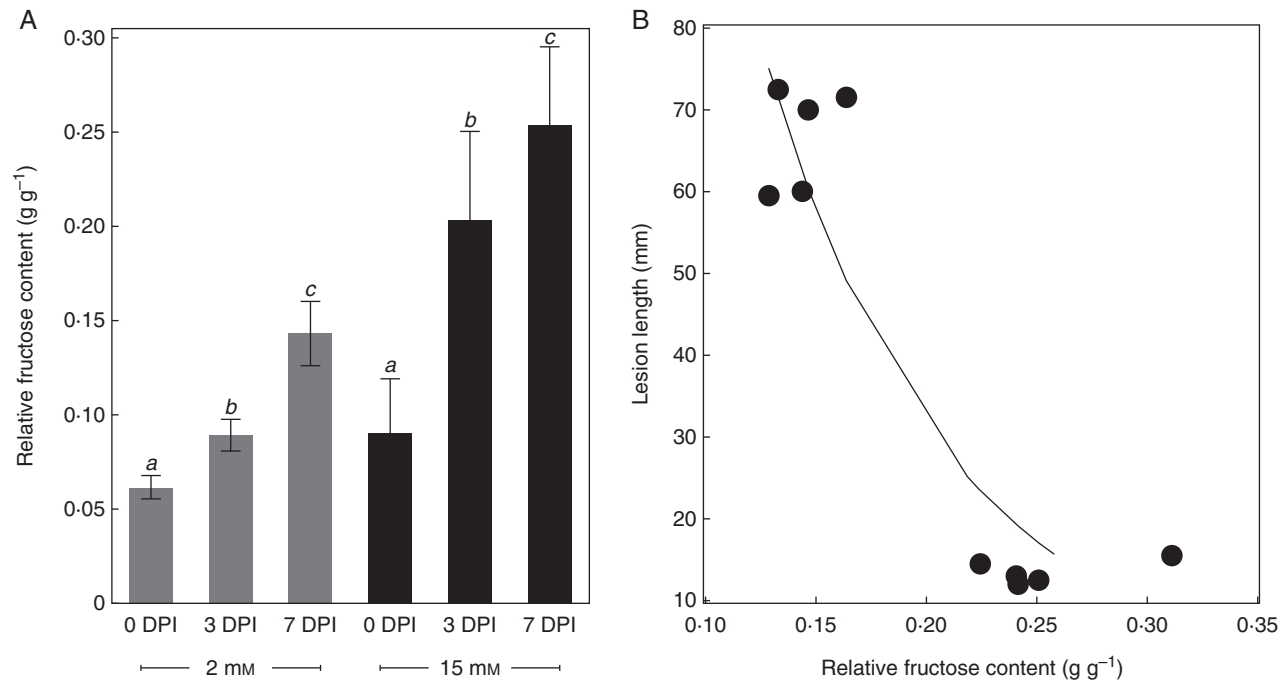 A
Relative fructose content (g g⁻¹)
0·30
0·25
0·20
0·15
0·10
0·05
0
a
b
c
a
b
c
0 DPI 3 DPI 7 DPI 0 DPI 3 DPI 7 DPI
2 mM 15 mM
B
Lesion length (mm)
80
70
60
50
40
30
20
10
0·10 0·15 0·20 0·25 0·30 0·35
Relative fructose content (g g⁻¹)